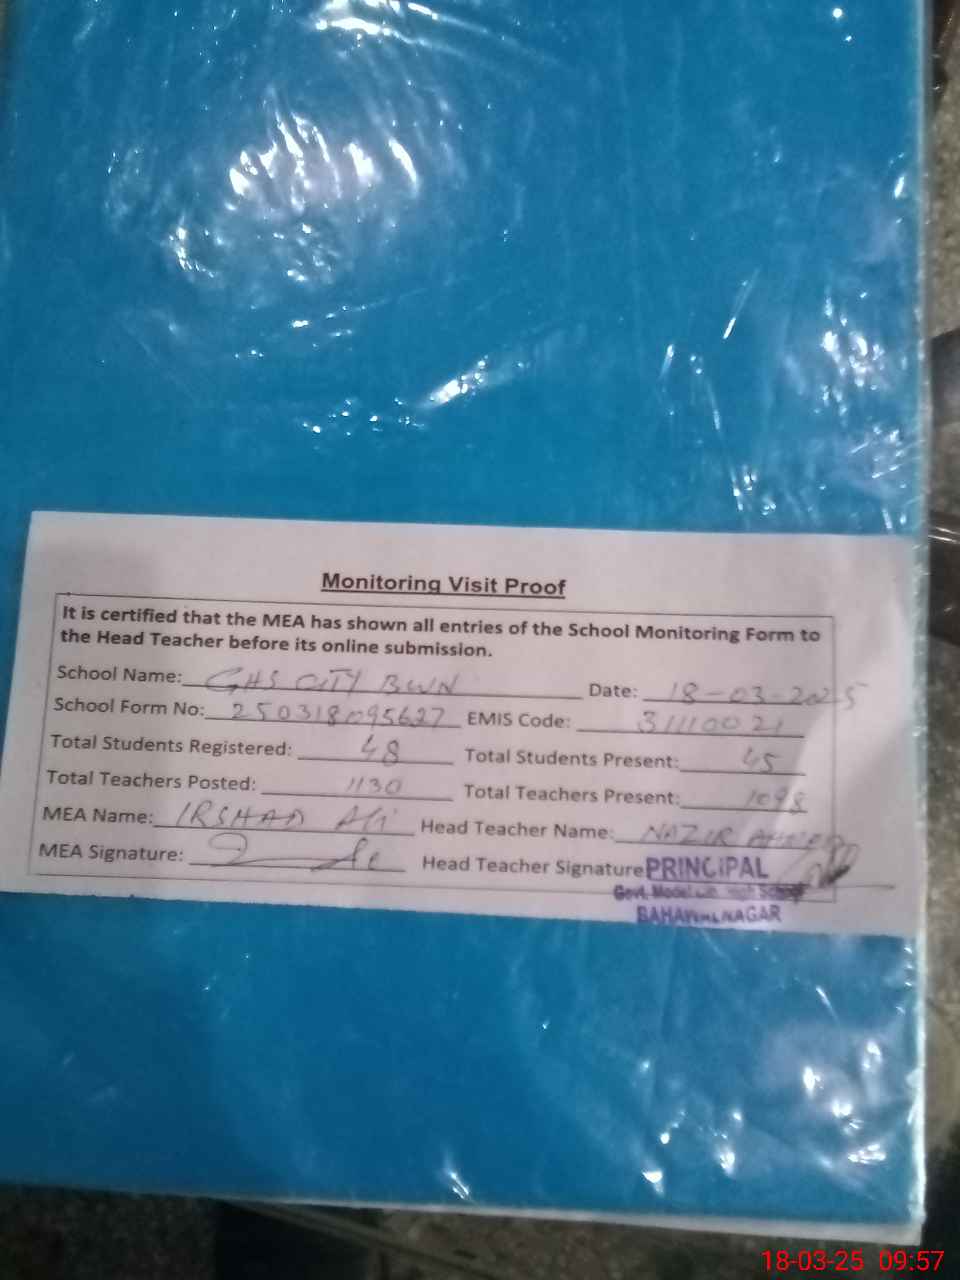 Monitoring Visit Proof
It is certified that the MEA has shown all entries of the School Monitoring Form to
the Head Teacher before its online submission.
School Name: GHS CITY BWN Date: 18-03-2025
School Form No: 250318095627 EMIS Code: 31110021
Total Students Registered: 48 Total Students Present: 45
Total Teachers Posted: 1130 Total Teachers Present: 1098
MEA Name: IRSHAD Ali Head Teacher Name: NAZIR AHMED
MEA Signature: Head Teacher Signature
PRINCIPAL
Govt. Model High School
BAHAWALNAGAR
18-03-25 09:57